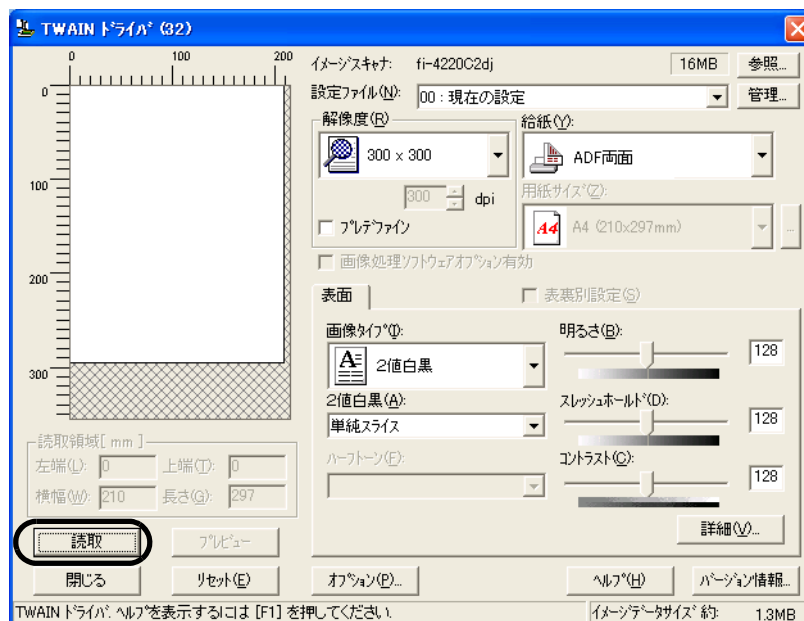 TWAIN ﾄﾞﾗｲﾊﾞ (32)
0 100 200
0
100
200
300
ｲﾒｰｼﾞｽｷｬﾅ: fi-4220C2dj 16MB 参照...
設定ﾌｧｲﾙ(N): 00 : 現在の設定 管理...
解像度(R)
300 x 300
300 dpi
ﾌﾟﾚﾃﾞﾌｧｲﾝ
給紙(Y):
ADF両面
用紙ｻｲｽﾞ(Z):
A4 A4 (210x297mm) ...
画像処理ｿﾌﾄｳｪｱｵﾌﾟｼｮﾝ有効
表面
表裏別設定(S)
画像ﾀｲﾌﾟ(I):
A 2値白黒
2値白黒(A):
単純ｽﾗｲｽ
ﾊｰﾌﾄｰﾝ(F):
明るさ(B):
128
ｽﾚｯｼｭﾎｰﾙﾄﾞ(D):
128
ｺﾝﾄﾗｽﾄ(C):
128
詳細(V)...
読取領域[ mm ]
左端(L): 0 上端(T): 0
横幅(W): 210 長さ(G): 297
読取 ﾌﾟﾚﾋﾞｭｰ
閉じる ﾘｾｯﾄ(E) ｵﾌﾟｼｮﾝ(P)... ﾍﾙﾌﾟ(H) ﾊﾞｰｼﾞｮﾝ情報...
TWAIN ﾄﾞﾗｲﾊﾞ. ﾍﾙﾌﾟを表示するには [F1] を押してください. ｲﾒｰｼﾞﾃﾞｰﾀｻｲｽﾞ 約: 1.3MB